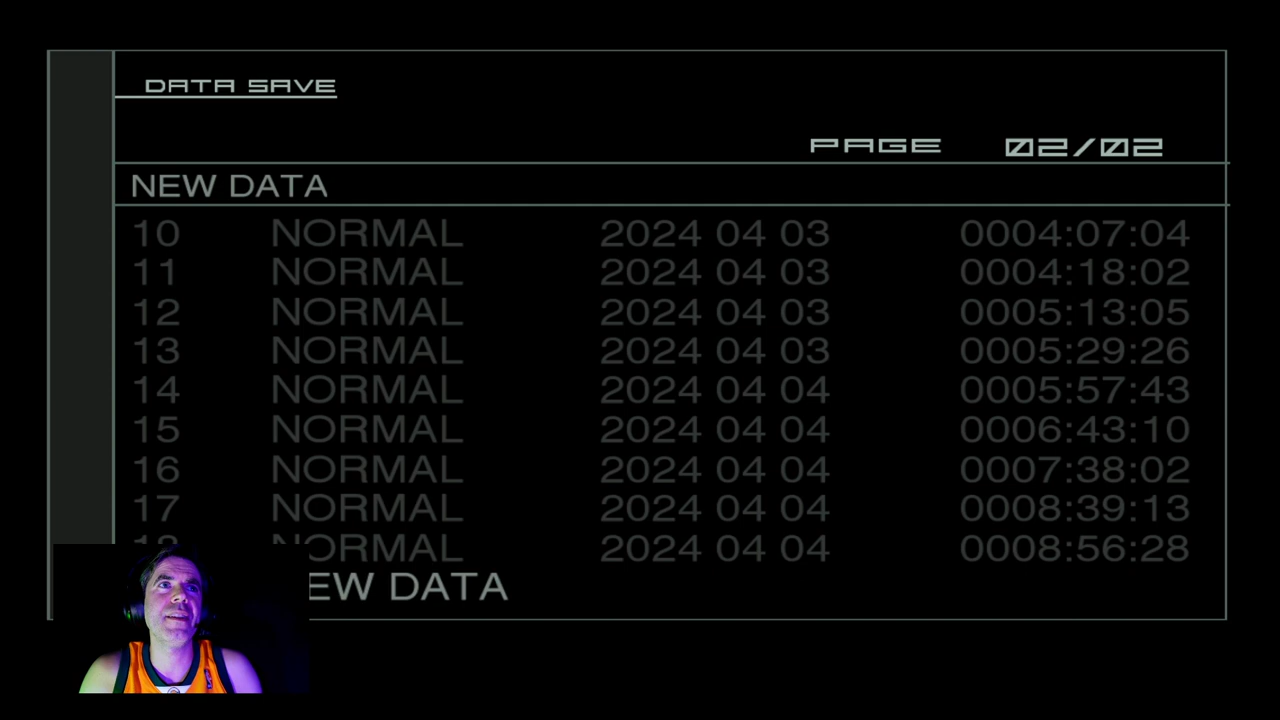 DATA SAVE
PAGE 02/02
NEW DATA
10 NORMAL 2024 04 03 0004:07:04
11 NORMAL 2024 04 03 0004:18:02
12 NORMAL 2024 04 03 0005:13:05
13 NORMAL 2024 04 03 0005:29:26
14 NORMAL 2024 04 04 0005:57:43
15 NORMAL 2024 04 04 0006:43:10
16 NORMAL 2024 04 04 0007:38:02
17 NORMAL 2024 04 04 0008:39:13
18 NORMAL 2024 04 04 0008:56:28
EW DATA